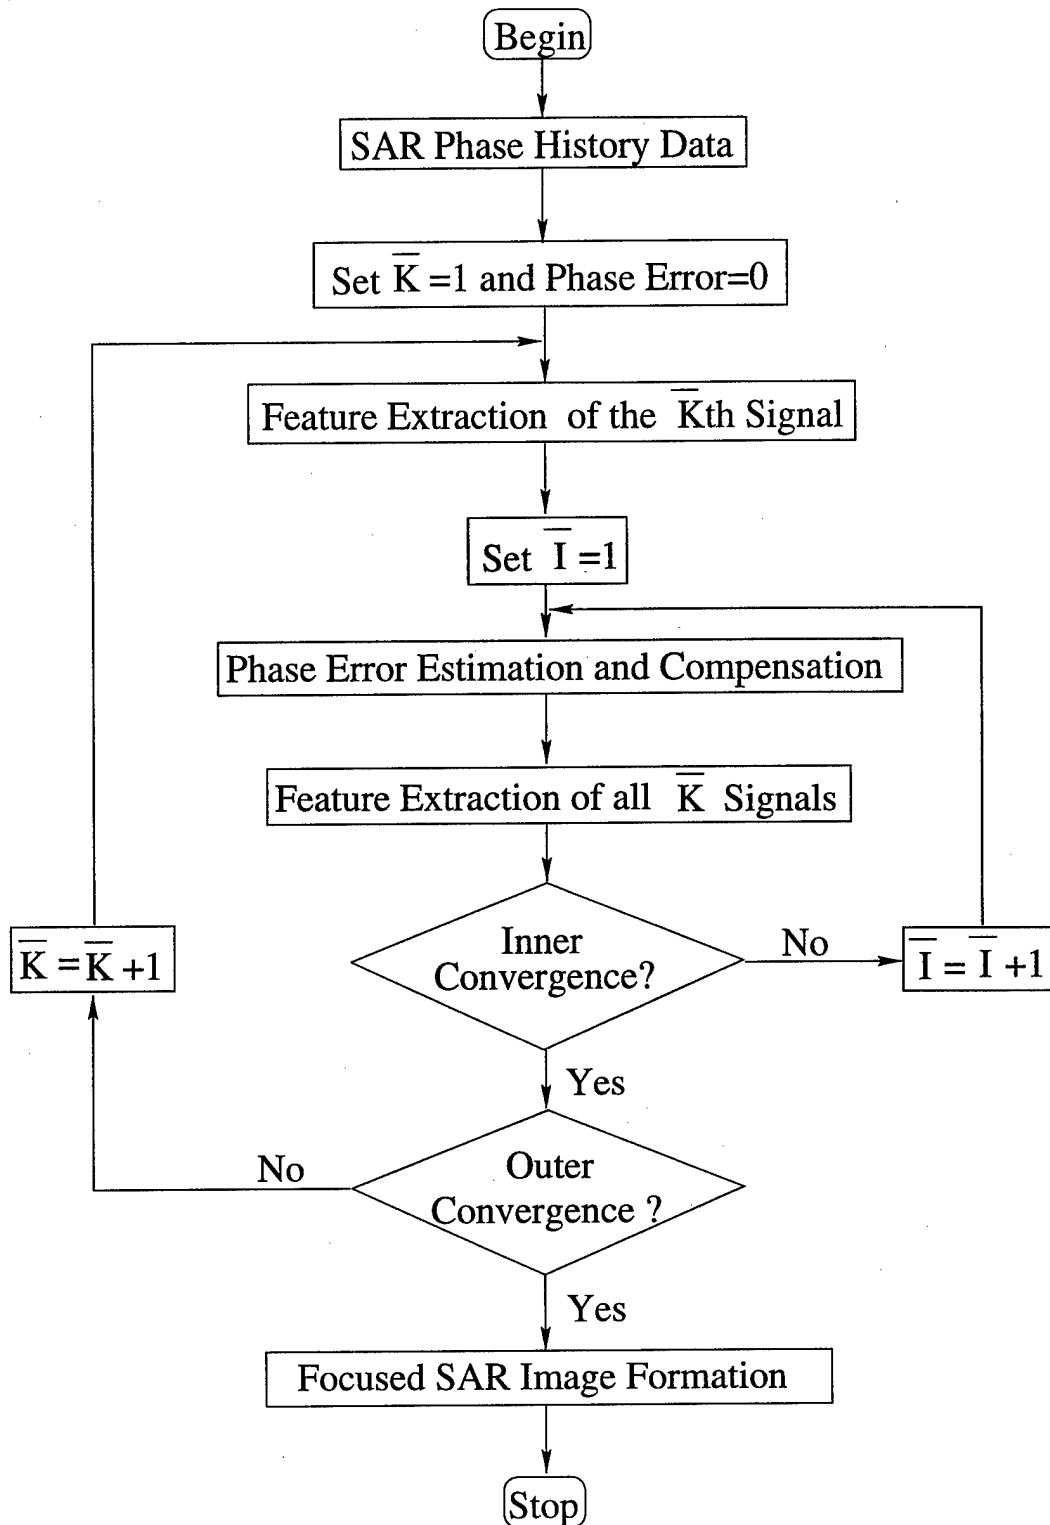 Begin
SAR Phase History Data
Set K̅ =1 and Phase Error=0
Feature Extraction of the K̅th Signal
Set I̅ =1
Phase Error Estimation and Compensation
Feature Extraction of all K̅ Signals
Inner
Convergence?
No
I̅ = I̅ +1
K̅ = K̅ +1
Yes
Outer
Convergence ?
No
Yes
Focused SAR Image Formation
Stop